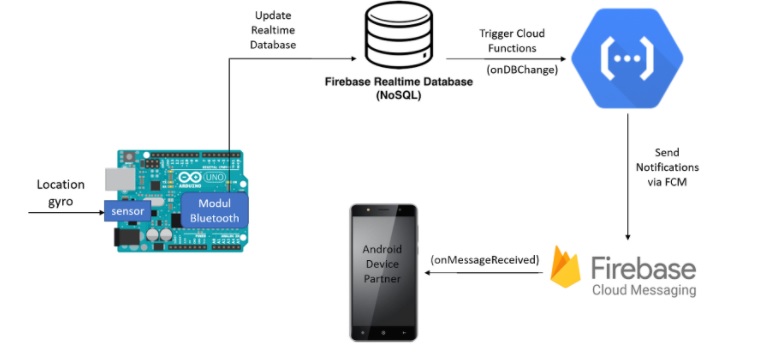 Update
Realtime
Database
Trigger Cloud
Functions
(onDBChange)
Firebase Realtime Database
(NoSQL)
Send
Notifications
via FCM
Location
gyro
sensor
UNO
ARDUINO
Modul
Bluetooth
Android
Device
Partner
(onMessageReceived)
Firebase
Cloud Messaging